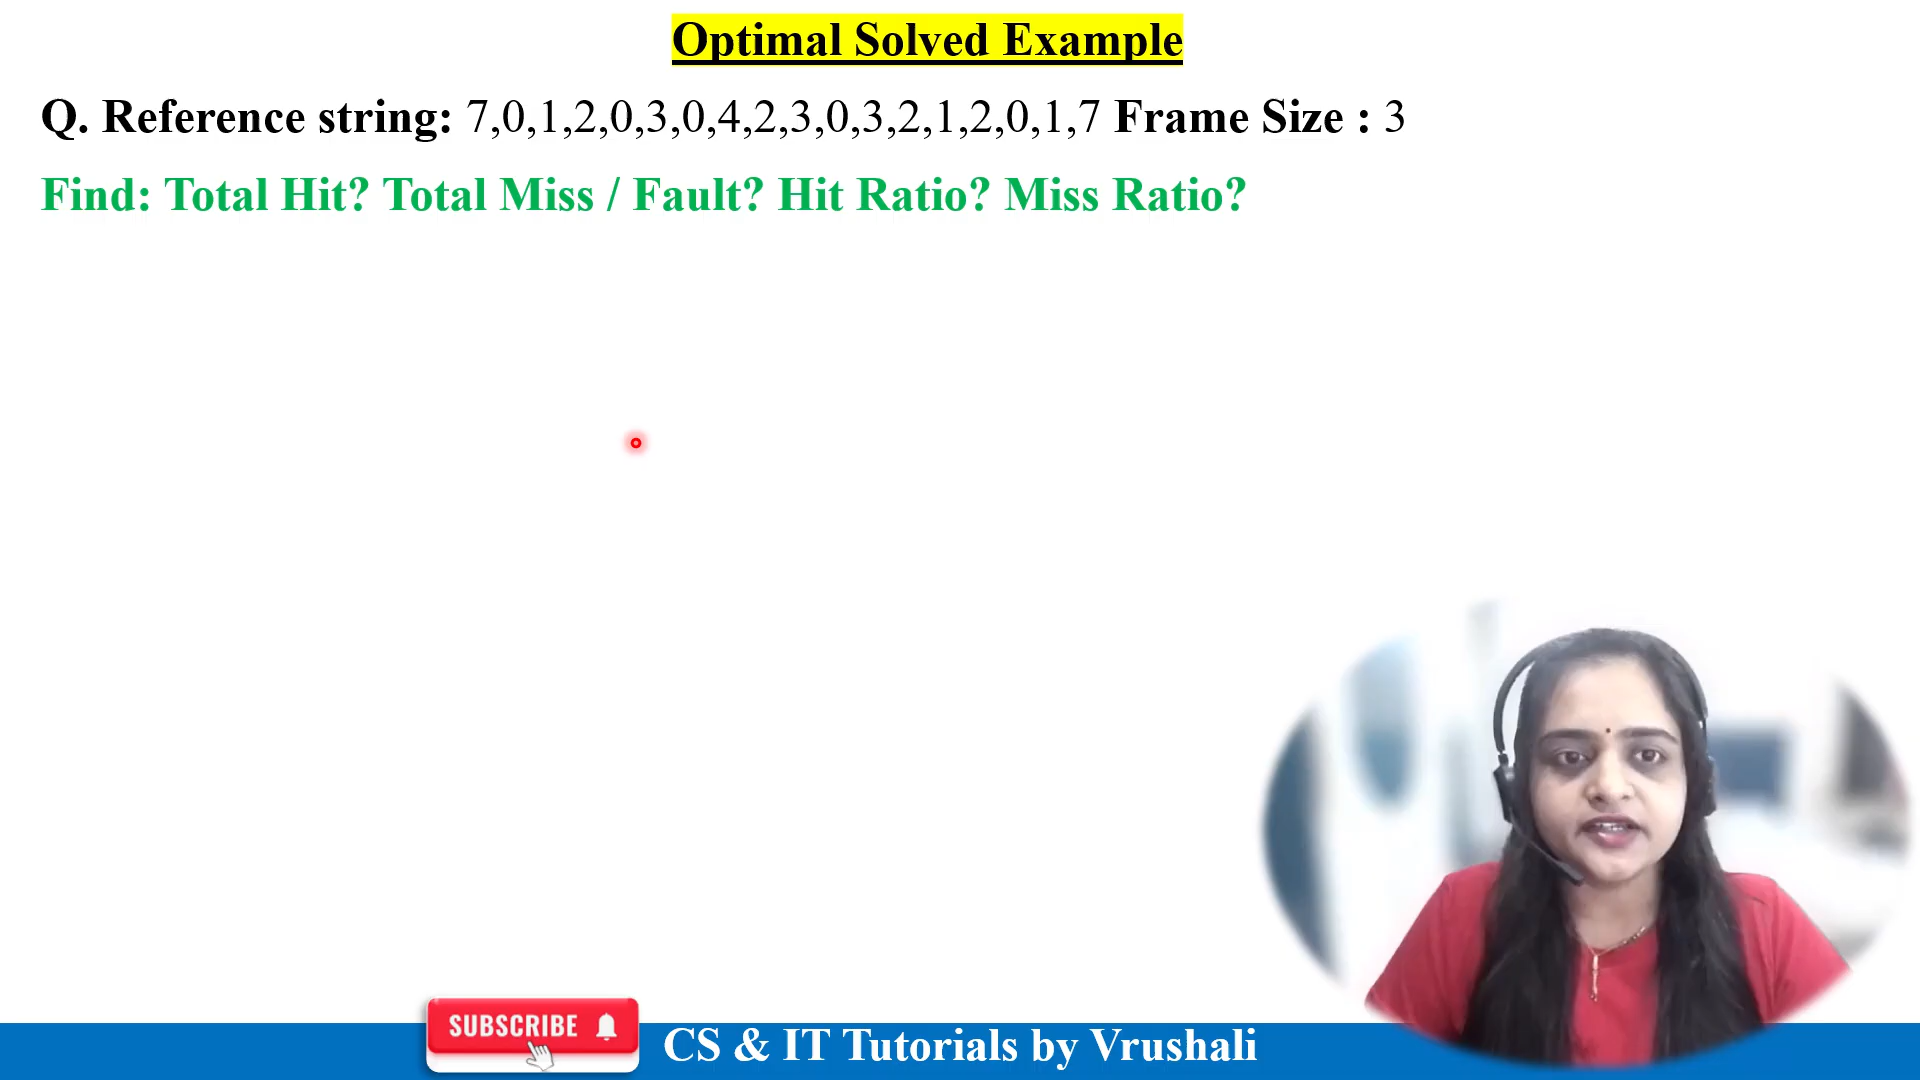 Optimal Solved Example
Q. Reference string: 7,0,1,2,0,3,0,4,2,3,0,3,2,1,2,0,1,7 Frame Size : 3
Find: Total Hit? Total Miss / Fault? Hit Ratio? Miss Ratio?
SUBSCRIBE
CS & IT Tutorials by Vrushali